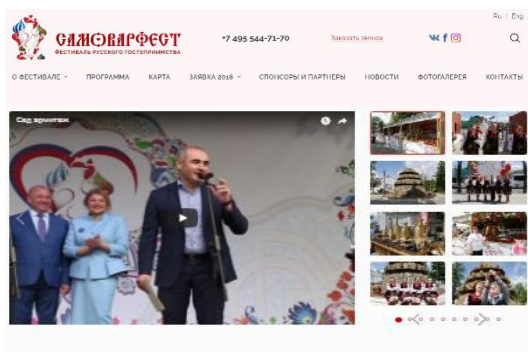 Ru | Eng
САМОВАРФЕСТ
ФЕСТИВАЛЬ РУССКОГО ГОСТЕПРИИМСТВА
+7 495 544-71-70
Заказать звонок
О ФЕСТИВАЛЕ ПРОГРАММА КАРТА ЗАЯВКА 2018 СПОНСОРЫ И ПАРТНЕРЫ НОВОСТИ ФОТОГАЛЕРЕЯ КОНТАКТЫ
Сад эрмитаж